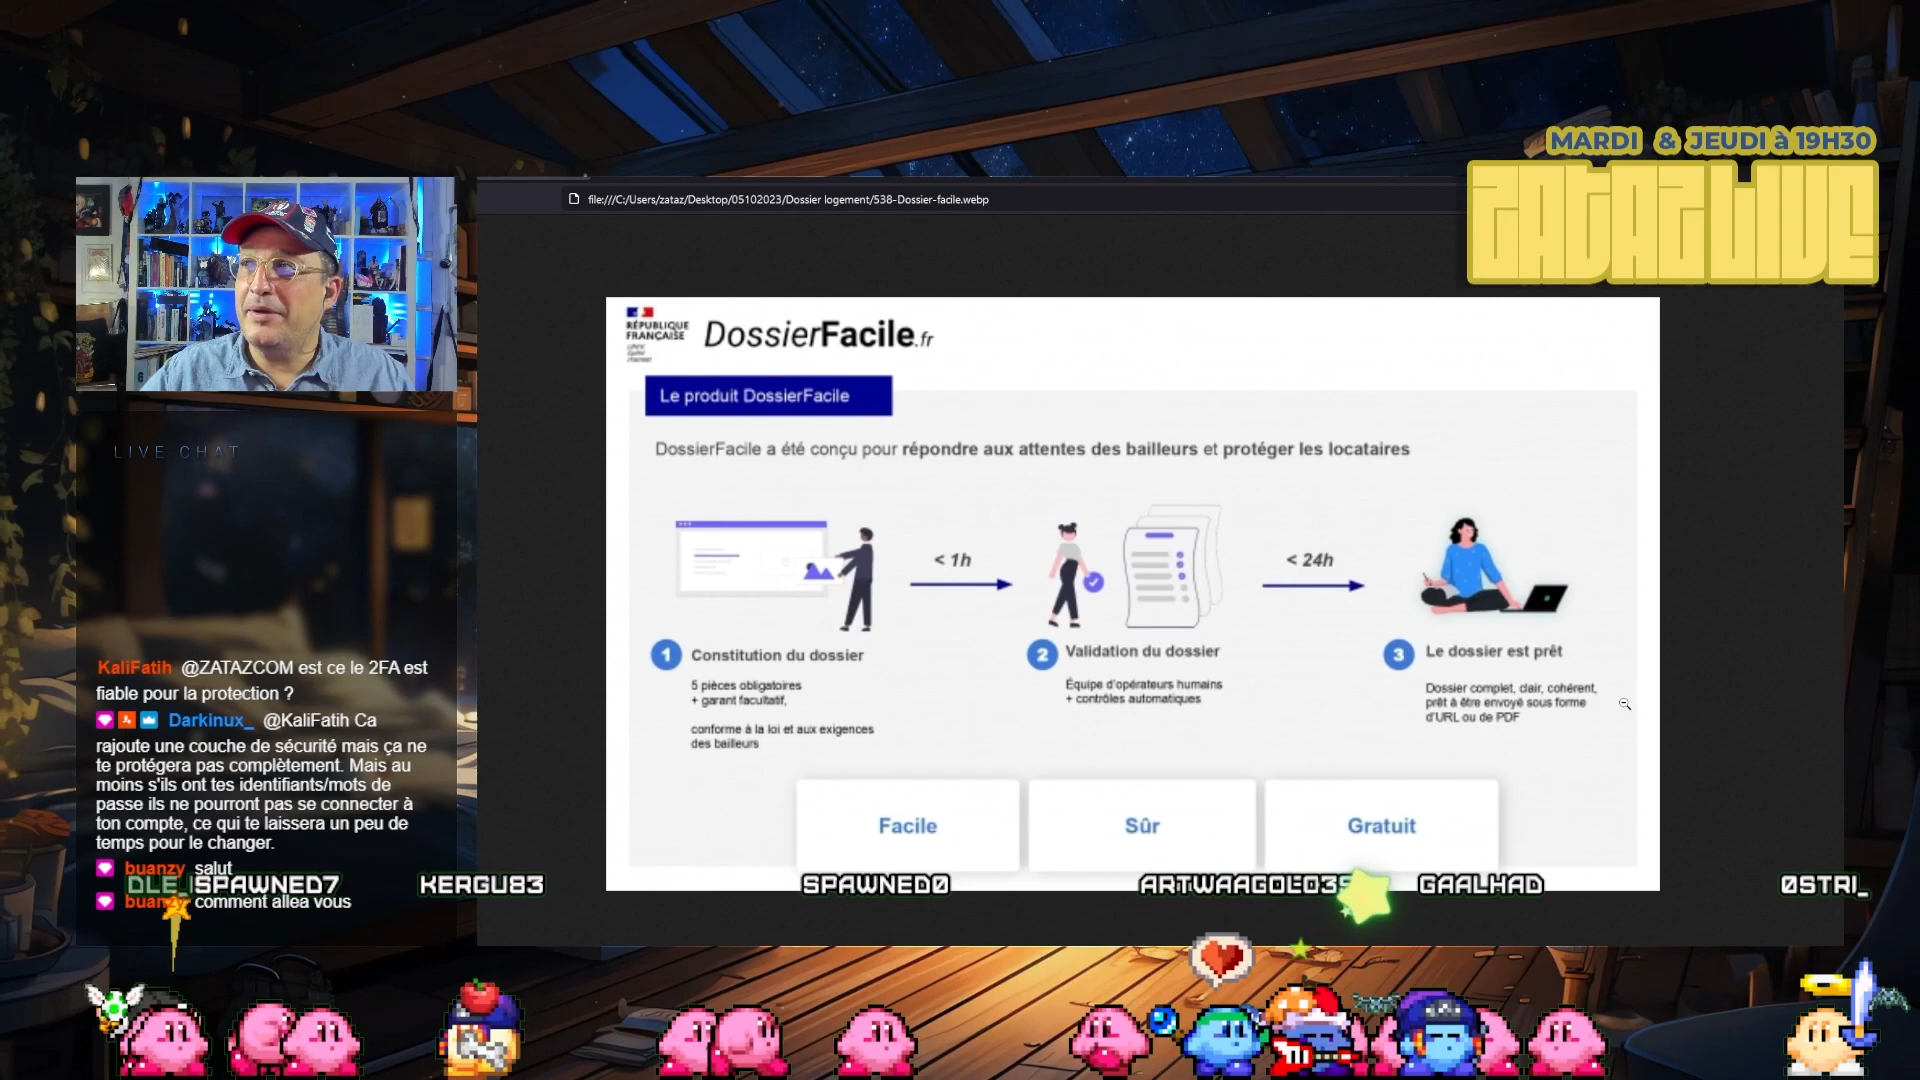 MARDI & JEUDI à 19H30
ZATAZ LIVE
file:///C:/Users/zataz/Desktop/05102023/Dossier logement/538-Dossier-facile.webp
RÉPUBLIQUE
FRANÇAISE
DossierFacile.fr
Le produit DossierFacile
DossierFacile a été conçu pour répondre aux attentes des bailleurs et protéger les locataires
< 1h
< 24h
1 Constitution du dossier
5 pièces obligatoires
+ garant facultatif,
conforme à la loi et aux exigences
des bailleurs
2 Validation du dossier
Équipe d'opérateurs humains
+ contrôles automatiques
3 Le dossier est prêt
Dossier complet, clair, cohérent,
prêt à être envoyé sous forme
d'URL ou de PDF
Facile
Sûr
Gratuit
LIVE CHAT
KaliFatih @ZATAZCOM est ce le 2FA est
fiable pour la protection ?
Darkinux_ @KaliFatih Ca
rajoute une couche de sécurité mais ça ne
te protégera pas complètement. Mais au
moins s'ils ont tes identifiants/mots de
passe ils ne pourront pas se connecter à
ton compte, ce qui te laissera un peu de
temps pour le changer.
buanzy salut
buanzy comment allea vous
KERGU83
SPAWNED0
GAALHAD
0STRI_